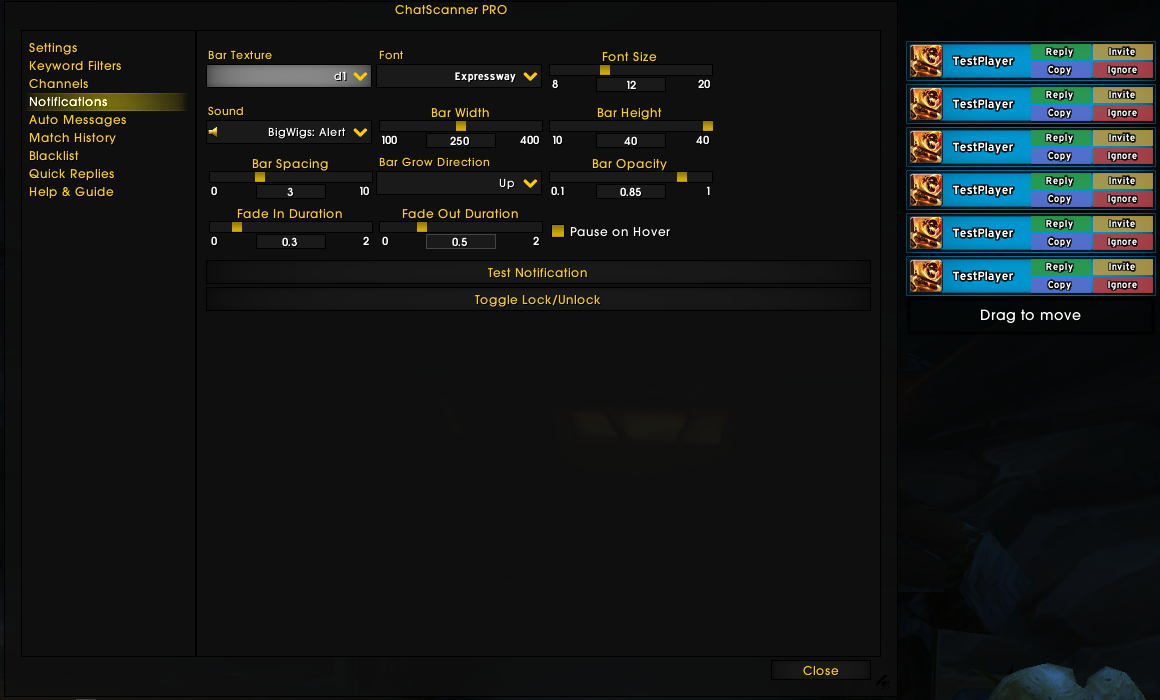 ChatScanner PRO
Settings
Keyword Filters
Channels
Notifications
Auto Messages
Match History
Blacklist
Quick Replies
Help & Guide
Bar Texture
d1
Font
Expressway
Font Size
8 12 20
Sound
BigWigs: Alert
Bar Width
100 250 400
Bar Height
10 40 40
Bar Spacing
0 3 10
Bar Grow Direction
Up
Bar Opacity
0.1 0.85 1
Fade In Duration
0 0.3 2
Fade Out Duration
0 0.5 2
Pause on Hover
Test Notification
Toggle Lock/Unlock
Close
TestPlayer
Reply Invite
Copy Ignore
TestPlayer
Reply Invite
Copy Ignore
TestPlayer
Reply Invite
Copy Ignore
TestPlayer
Reply Invite
Copy Ignore
TestPlayer
Reply Invite
Copy Ignore
TestPlayer
Reply Invite
Copy Ignore
Drag to move